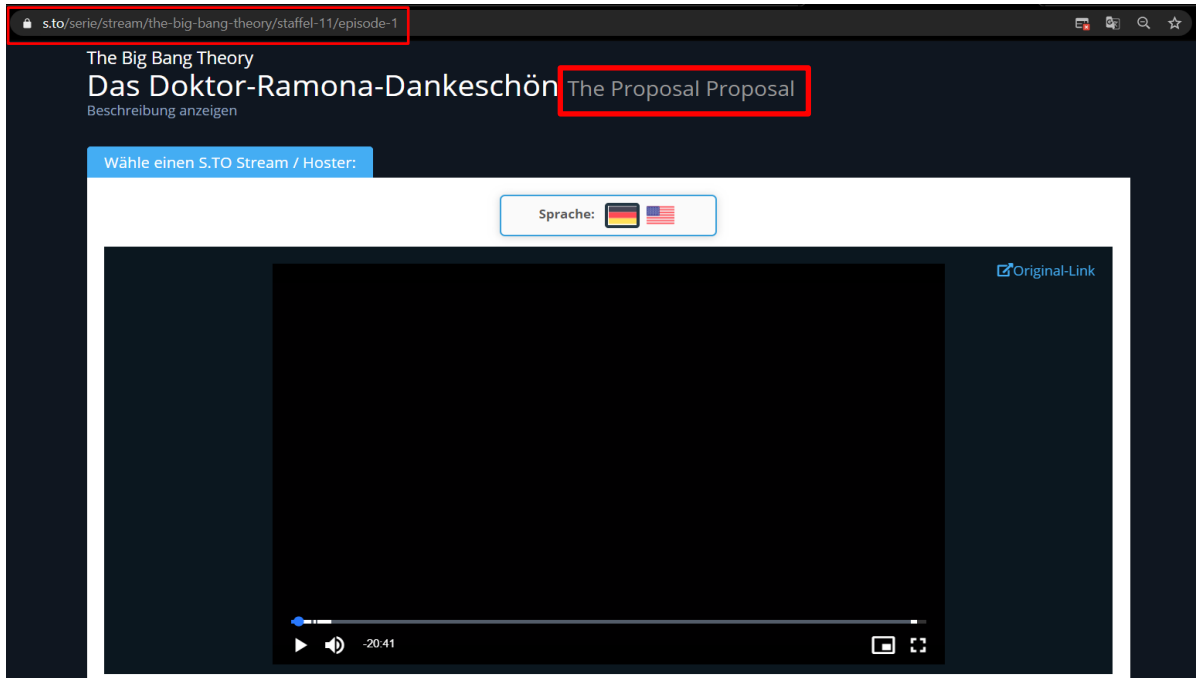 s.to/serie/stream/the-big-bang-theory/staffel-11/episode-1
The Big Bang Theory
Das Doktor-Ramona-Dankeschön The Proposal Proposal
Beschreibung anzeigen
Wähle einen S.TO Stream / Hoster:
Sprache:
Original-Link
-20:41